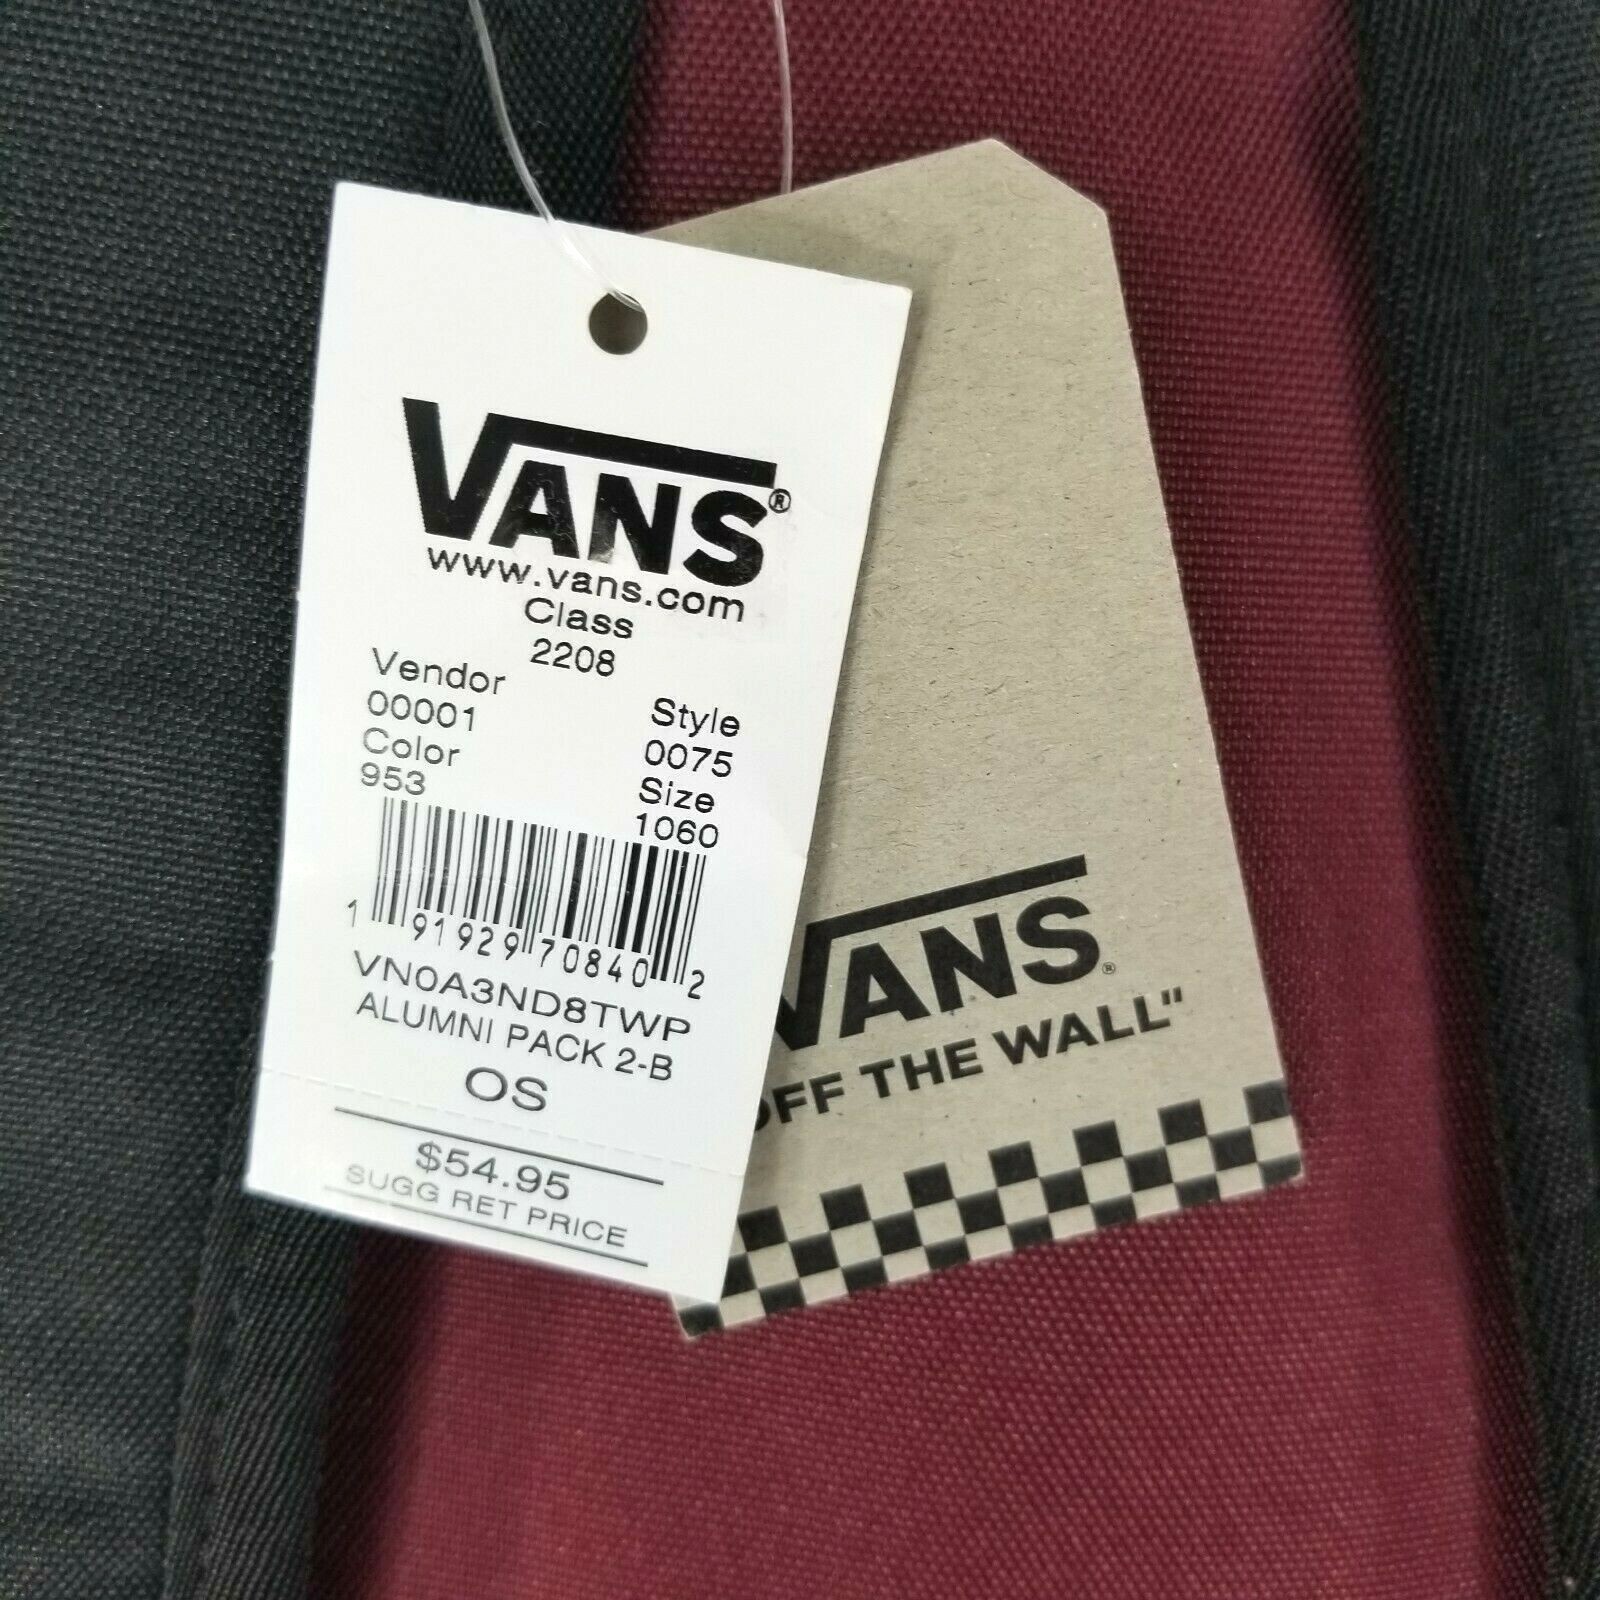 VANS®
www.vans.com
Class
2208
Vendor
00001
Style
0075
Color
953
Size
1060
1 91929 70840 2
VN0A3ND8TWP
ALUMNI PACK 2-B
OS
$54.95
SUGG RET PRICE
VANS®
OFF THE WALL"